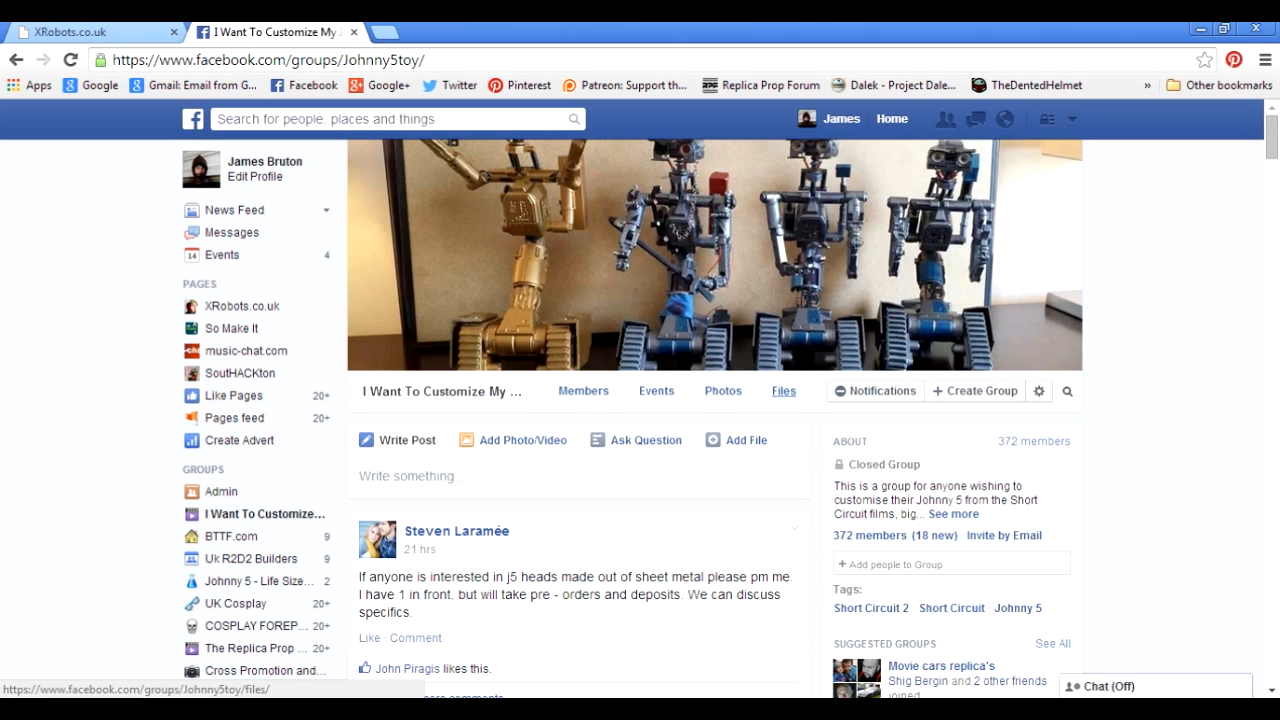 XRobots.co.uk
I Want To Customize My
https://www.facebook.com/groups/Johnny5toy/
Apps Google Gmail: Email from G... Facebook Google+ Twitter Pinterest Patreon: Support th... Replica Prop Forum Dalek - Project Dale... TheDentedHelmet » Other bookmarks
Search for people, places and things
James Home
James Bruton
Edit Profile
News Feed
Messages
14 Events 4
PAGES
XRobots.co.uk
So Make It
music-chat.com
SoutHACKton
Like Pages 20+
Pages feed 20+
Create Advert
GROUPS
Admin
I Want To Customize...
BTTF.com 9
Uk R2D2 Builders 9
Johnny 5 - Life Size... 2
UK Cosplay 20+
COSPLAY FOREP... 20+
The Replica Prop ... 20+
Cross Promotion and...
https://www.facebook.com/groups/Johnny5toy/files/
I Want To Customize My ... Members Events Photos Files Notifications + Create Group
Write Post Add Photo/Video Ask Question Add File
Write something
Steven Laramée
21 hrs
If anyone is interested in j5 heads made out of sheet metal please pm me.
I have 1 in front, but will take pre - orders and deposits. We can discuss
specifics.
Like · Comment
John Piragis likes this.
comments
ABOUT 372 members
Closed Group
This is a group for anyone wishing to
customise their Johnny 5 from the Short
Circuit films, big... See more
372 members (18 new) · Invite by Email
+ Add people to Group
Tags:
Short Circuit 2 · Short Circuit · Johnny 5
SUGGESTED GROUPS See All
Movie cars replica's
Shig Bergin and 2 other friends
joined.
Chat (Off)